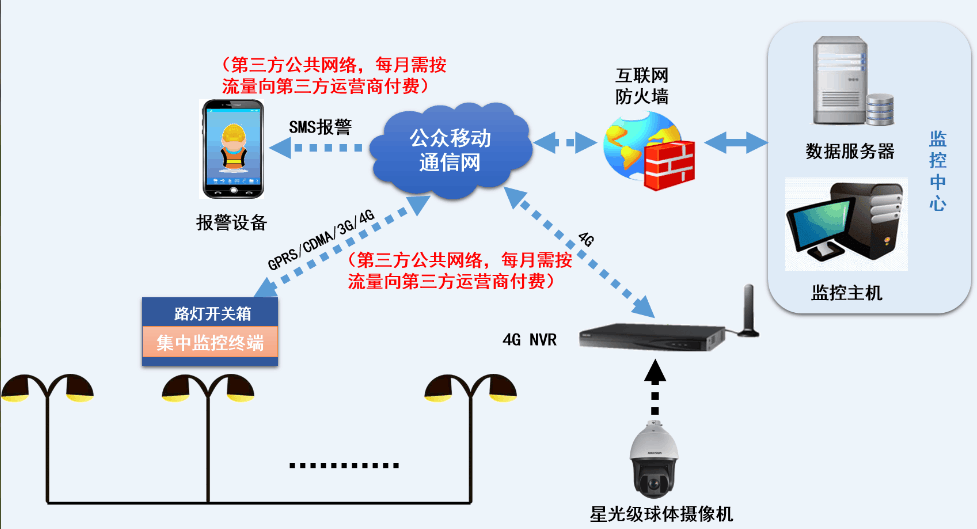 （第三方公共网络，每月需按
流量向第三方运营商付费）
互联网
防火墙
SMS报警
公众移动
通信网
数据服务器
监控中心
报警设备
GPRS/CDMA/3G/4G
4G
（第三方公共网络，每月需按
流量向第三方运营商付费）
监控主机
路灯开关箱
集中监控终端
4G NVR
星光级球体摄像机